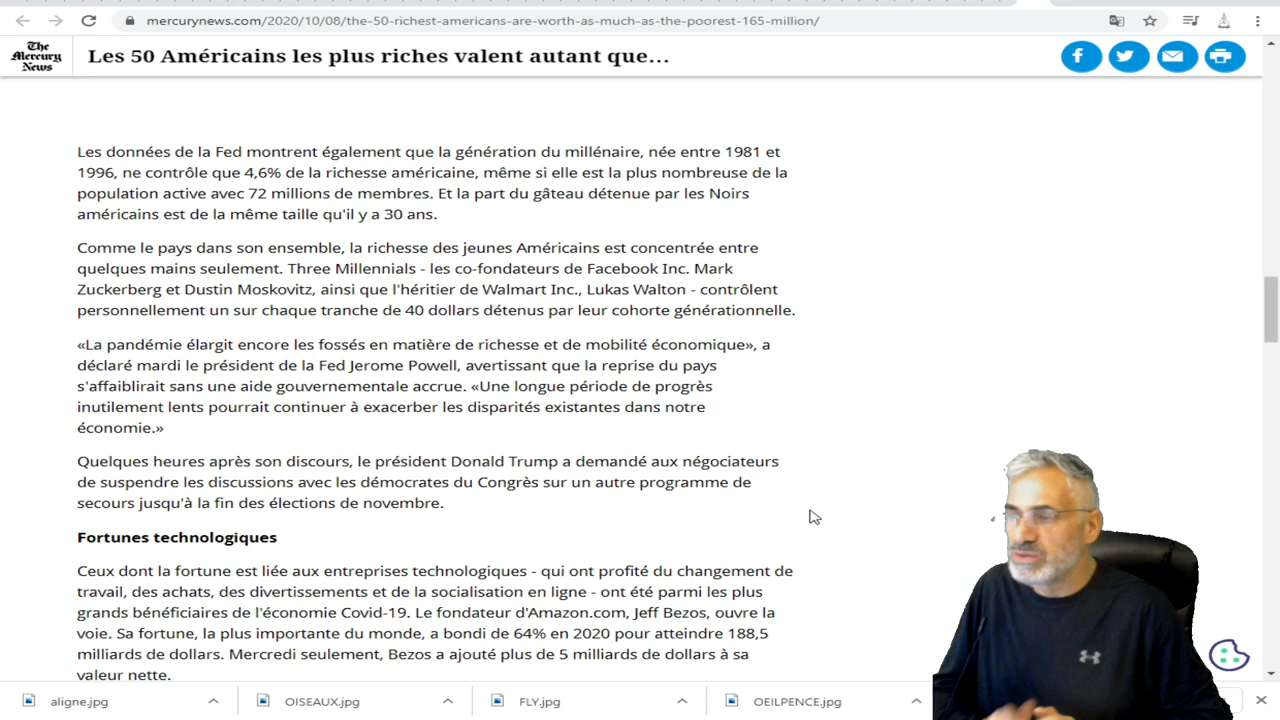 mercurynews.com/2020/10/08/the-50-richest-americans-are-worth-as-much-as-the-poorest-165-million/
The
Mercury
News
Les 50 Américains les plus riches valent autant que...
Les données de la Fed montrent également que la génération du millénaire, née entre 1981 et
1996, ne contrôle que 4,6% de la richesse américaine, même si elle est la plus nombreuse de la
population active avec 72 millions de membres. Et la part du gâteau détenue par les Noirs
américains est de la même taille qu'il y a 30 ans.
Comme le pays dans son ensemble, la richesse des jeunes Américains est concentrée entre
quelques mains seulement. Three Millennials - les co-fondateurs de Facebook Inc. Mark
Zuckerberg et Dustin Moskovitz, ainsi que l'héritier de Walmart Inc., Lukas Walton - contrôlent
personnellement un sur chaque tranche de 40 dollars détenus par leur cohorte générationnelle.
«La pandémie élargit encore les fossés en matière de richesse et de mobilité économique», a
déclaré mardi le président de la Fed Jerome Powell, avertissant que la reprise du pays
s'affaiblirait sans une aide gouvernementale accrue. «Une longue période de progrès
inutilement lents pourrait continuer à exacerber les disparités existantes dans notre
économie.»
Quelques heures après son discours, le président Donald Trump a demandé aux négociateurs
de suspendre les discussions avec les démocrates du Congrès sur un autre programme de
secours jusqu'à la fin des élections de novembre.
Fortunes technologiques
Ceux dont la fortune est liée aux entreprises technologiques - qui ont profité du changement de
travail, des achats, des divertissements et de la socialisation en ligne - ont été parmi les plus
grands bénéficiaires de l'économie Covid-19. Le fondateur d'Amazon.com, Jeff Bezos, ouvre la
voie. Sa fortune, la plus importante du monde, a bondi de 64% en 2020 pour atteindre 188,5
milliards de dollars. Mercredi seulement, Bezos a ajouté plus de 5 milliards de dollars à sa
valeur nette.
aligne.jpg
OISEAUX.jpg
FLY.jpg
OEILPENCE.jpg